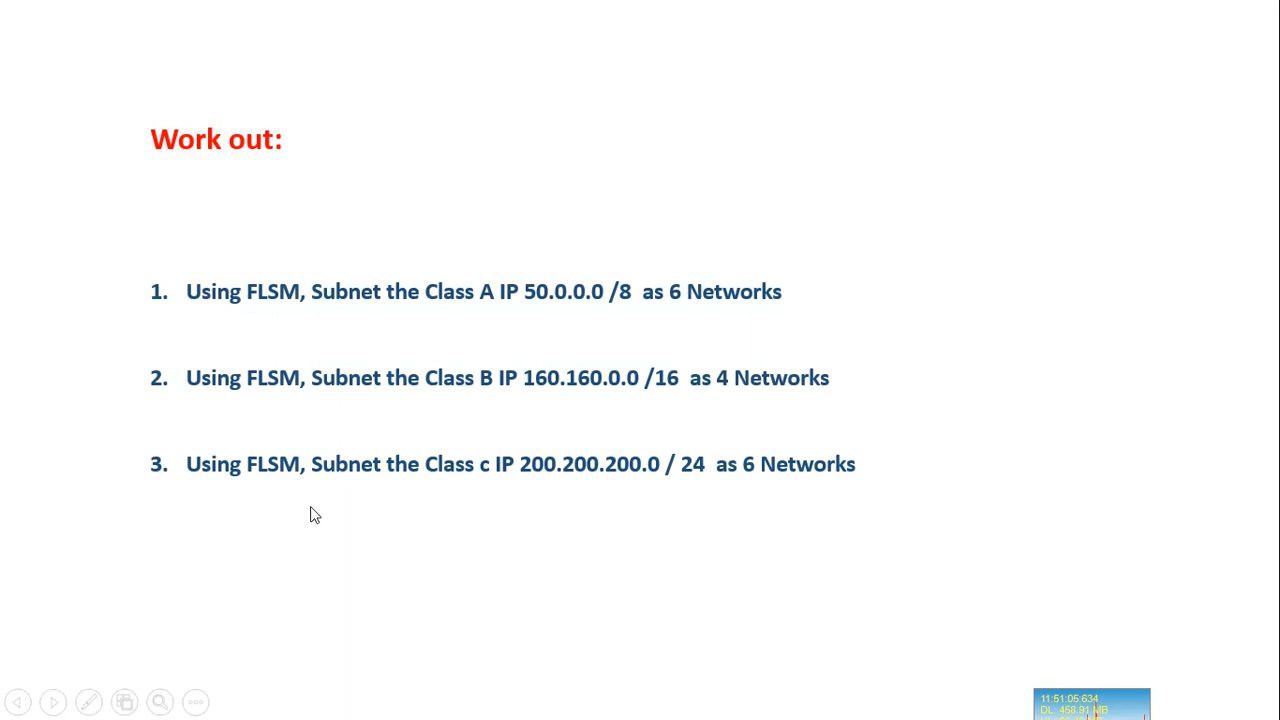 Work out:
1. Using FLSM, Subnet the Class A IP 50.0.0.0 /8 as 6 Networks
2. Using FLSM, Subnet the Class B IP 160.160.0.0 /16 as 4 Networks
3. Using FLSM, Subnet the Class c IP 200.200.200.0 / 24 as 6 Networks
11:51:05:634
DL: 458.91 MB